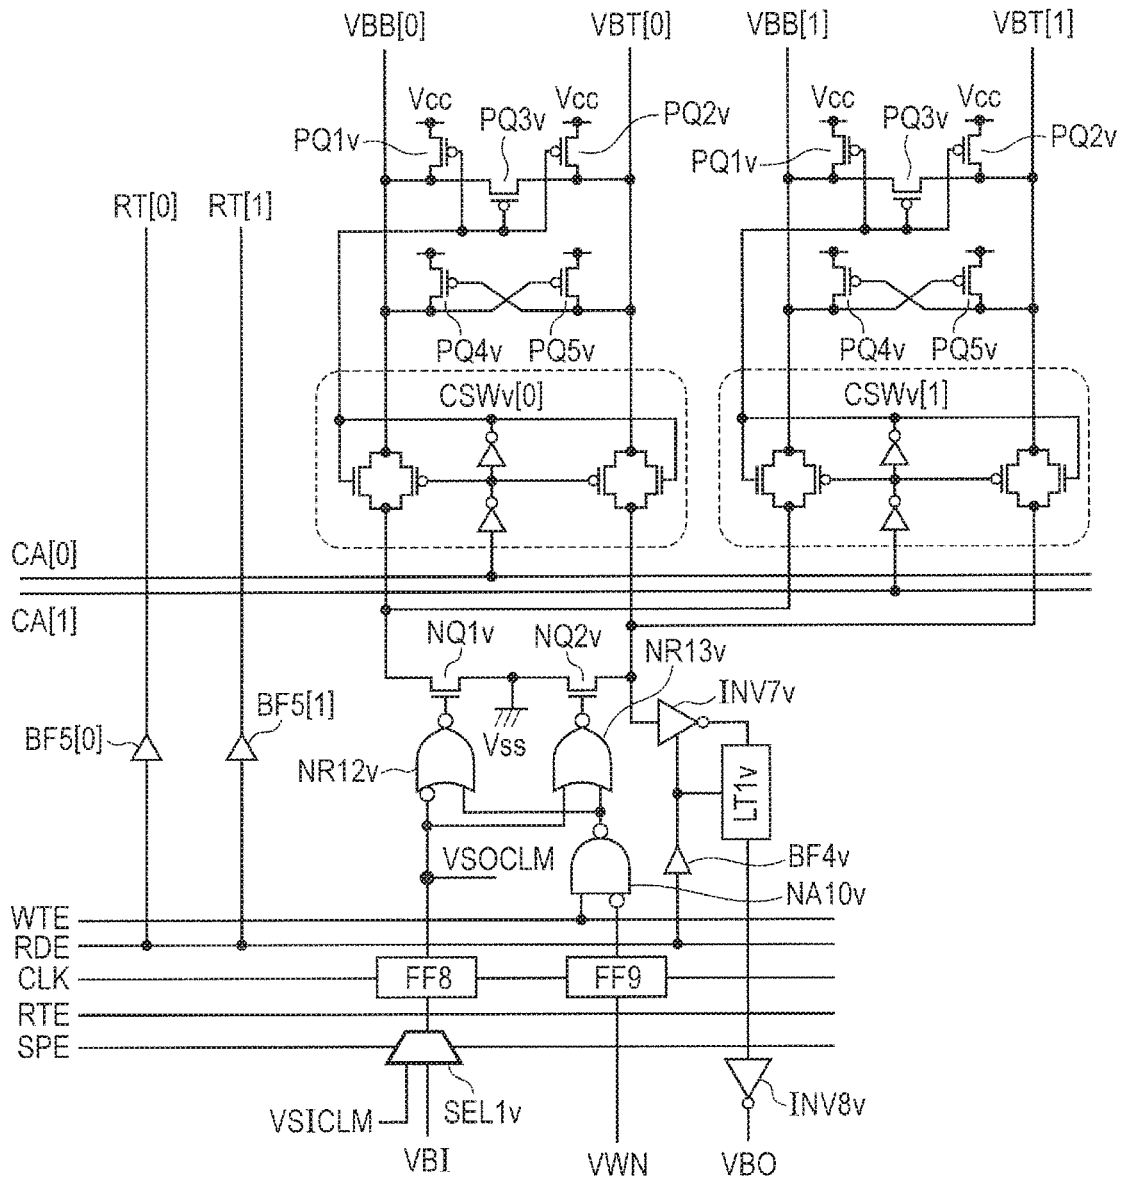 VBB[0] VBT[0] VBB[1] VBT[1]
Vcc Vcc Vcc Vcc
PQ3v PQ2v PQ3v PQ2v
PQ1v PQ1v
RT[0] RT[1]
PQ4v PQ5v PQ4v PQ5v
CSWv[0] CSWv[1]
CA[0]
CA[1]
NQ1v NQ2v
NR13v
INV7v
BF5[0] BF5[1]
Vss
NR12v
LT1v
VSOCLM BF4v
NA10v
WTE
RDE
CLK FF8 FF9
RTE
SPE
VSICLM SEL1v INV8v
VBI VWN VBO